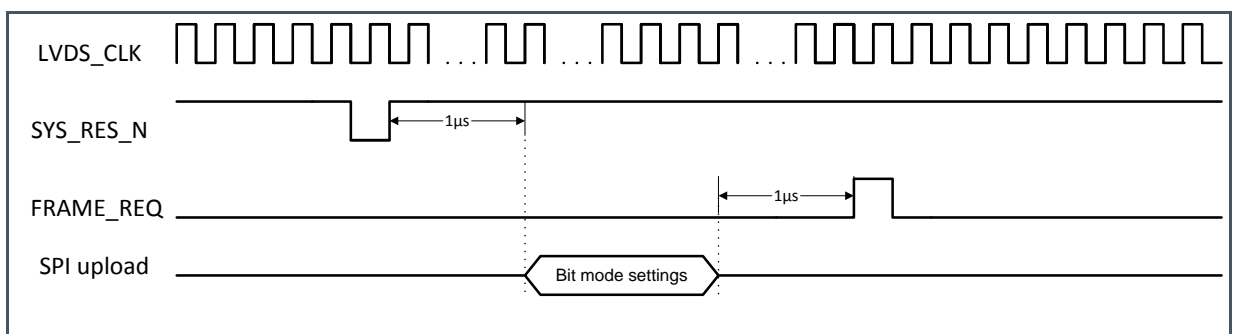 LVDS_CLK
. . .
. . .
. . .
SYS_RES_N
1µs
FRAME_REQ
1µs
SPI upload
Bit mode settings